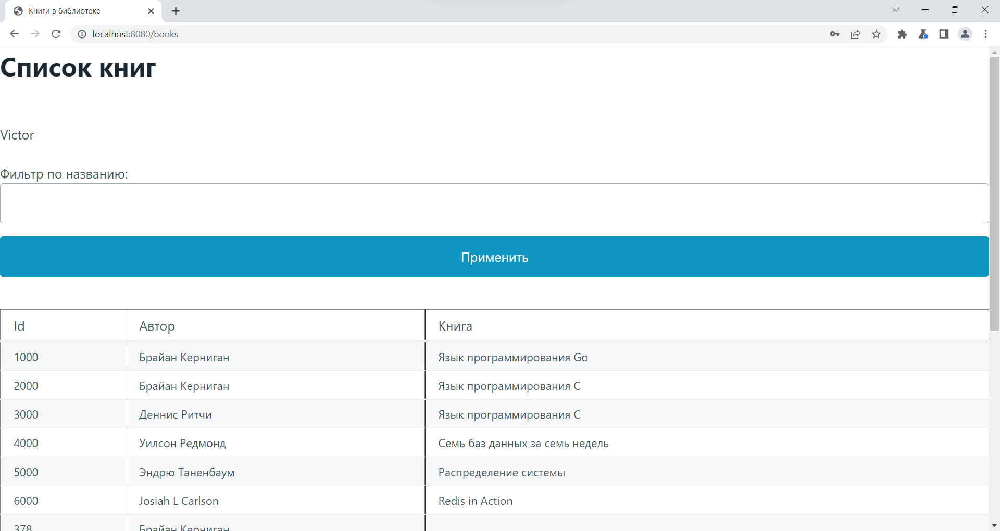 Книги в библиотеке
localhost:8080/books
Список книг
Victor
Фильтр по названию:
Применить
Id Автор Книга
1000 Брайан Керниган Язык программирования Go
2000 Брайан Керниган Язык программирования C
3000 Деннис Ритчи Язык программирования C
4000 Уилсон Редмонд Семь баз данных за семь недель
5000 Эндрю Таненбаум Распределение системы
6000 Josiah L Carlson Redis in Action
378 Брайан Керниган